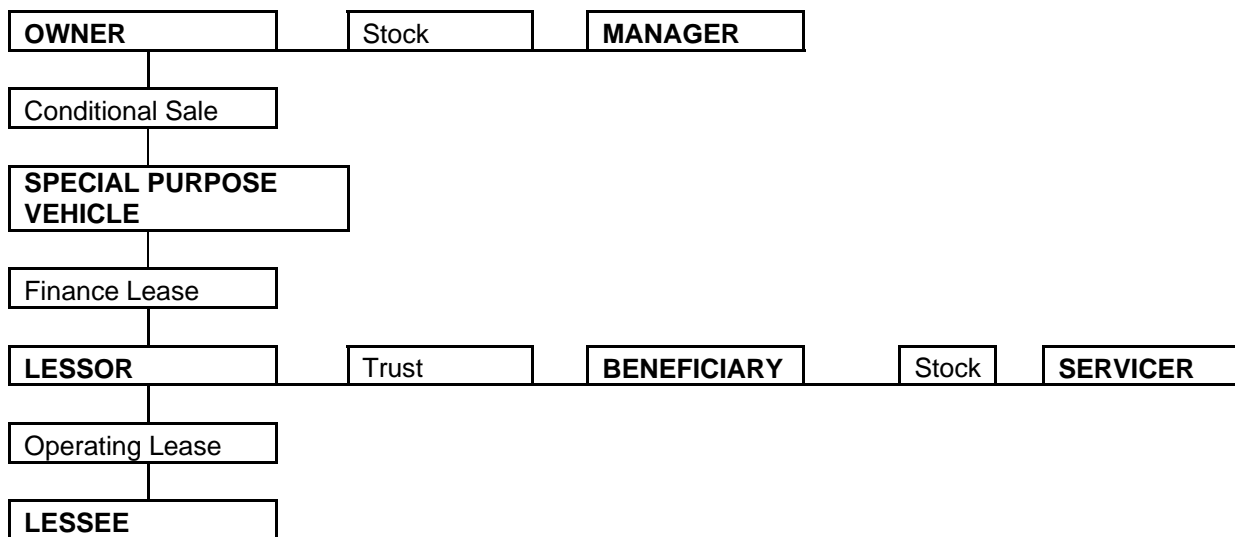 OWNER Stock MANAGER
Conditional Sale
SPECIAL PURPOSE
VEHICLE
Finance Lease
LESSOR Trust BENEFICIARY Stock SERVICER
Operating Lease
LESSEE